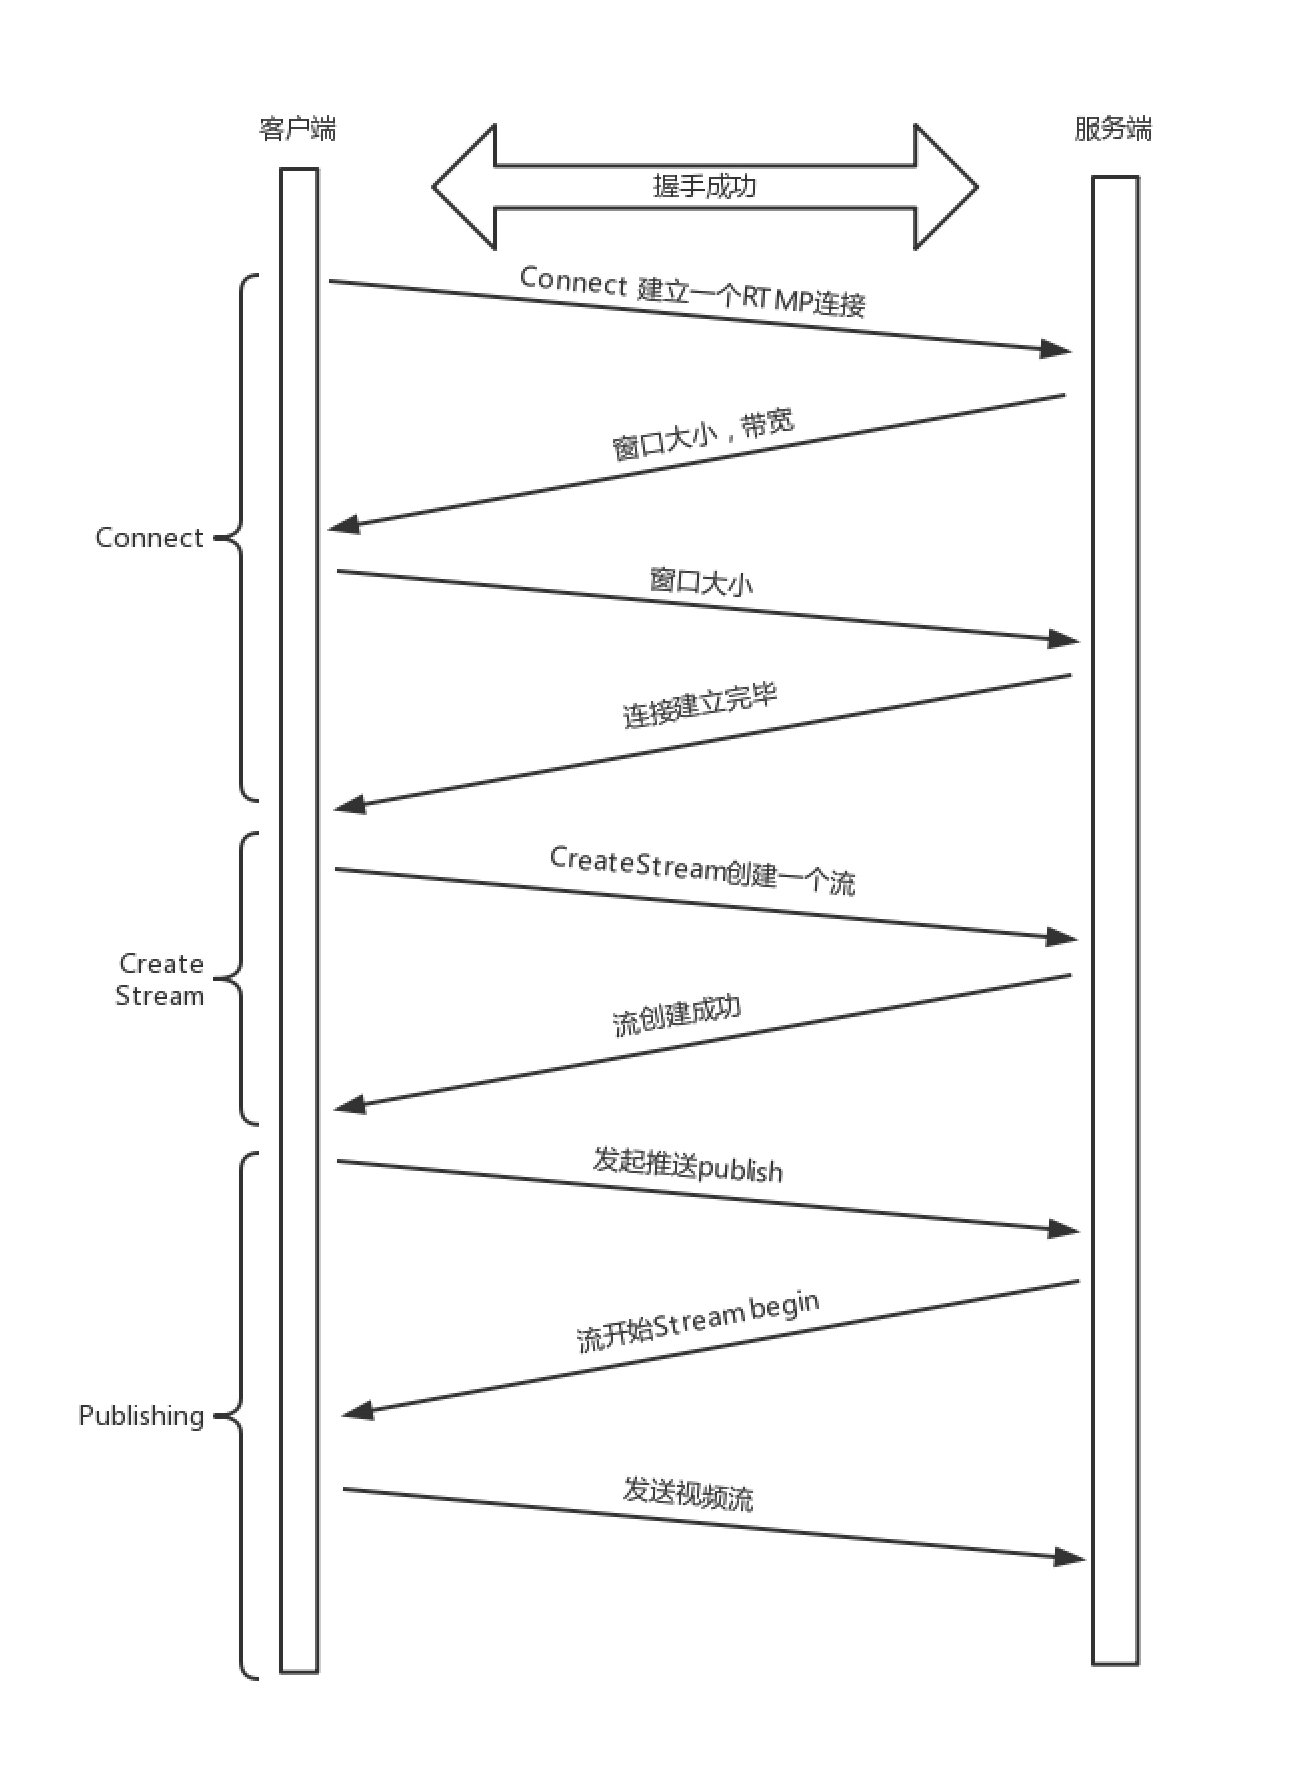 客户端
服务端
握手成功
Connect 建立一个RTMP连接
窗口大小，带宽
Connect
窗口大小
连接建立完毕
CreateStream创建一个流
Create
Stream
流创建成功
发起推送publish
流开始Stream begin
Publishing
发送视频流